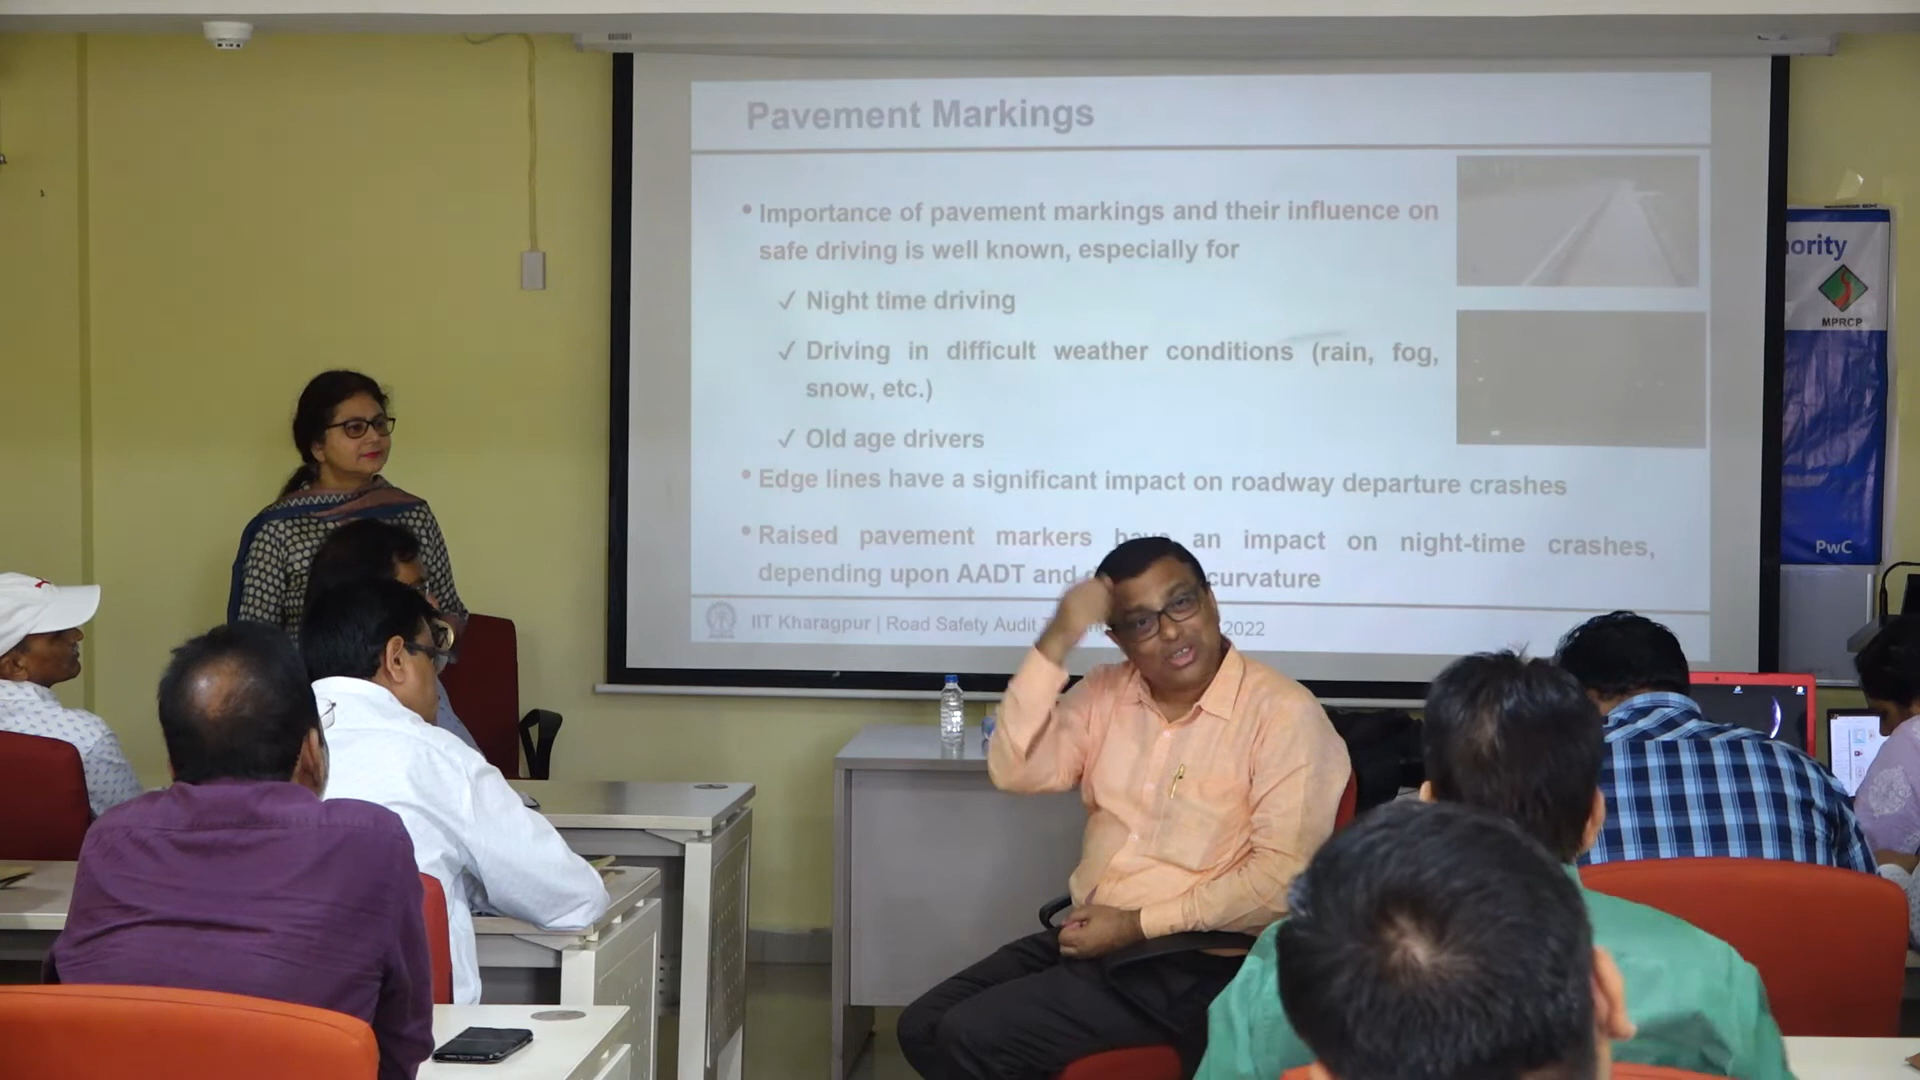 Pavement Markings
• Importance of pavement markings and their influence on
safe driving is well known, especially for
✓ Night time driving
✓ Driving in difficult weather conditions (rain, fog,
snow, etc.)
✓ Old age drivers
• Edge lines have a significant impact on roadway departure crashes
• Raised pavement markers have an impact on night-time crashes,
depending upon AADT and curvature
IIT Kharagpur | Road Safety Audit 2022
ority
MPRCP
PwC